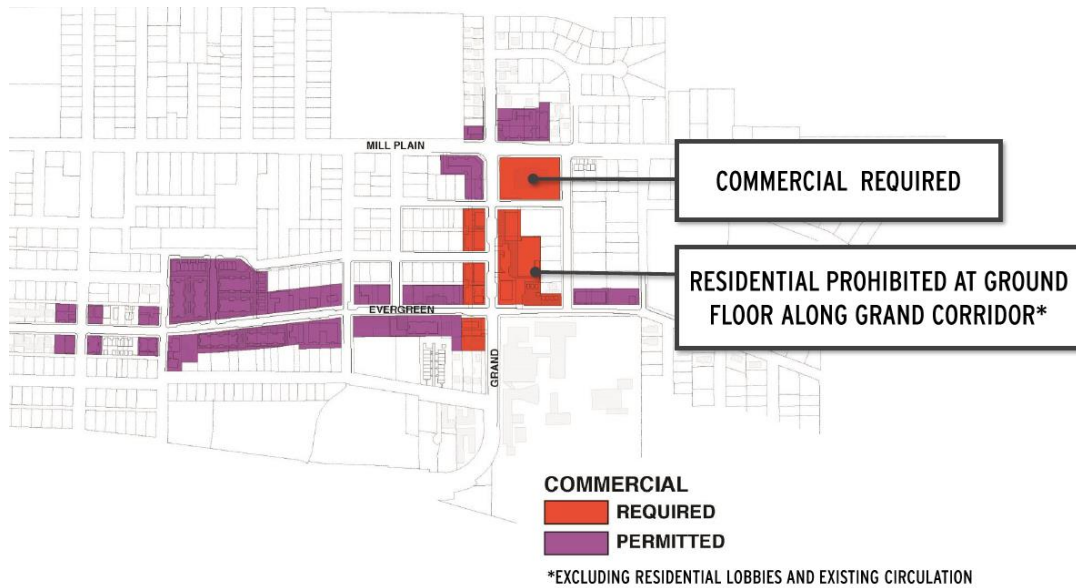 MILL PLAIN
COMMERCIAL REQUIRED
RESIDENTIAL PROHIBITED AT GROUND
FLOOR ALONG GRAND CORRIDOR*
EVERGREEN
GRAND
COMMERCIAL
REQUIRED
PERMITTED
*EXCLUDING RESIDENTIAL LOBBIES AND EXISTING CIRCULATION